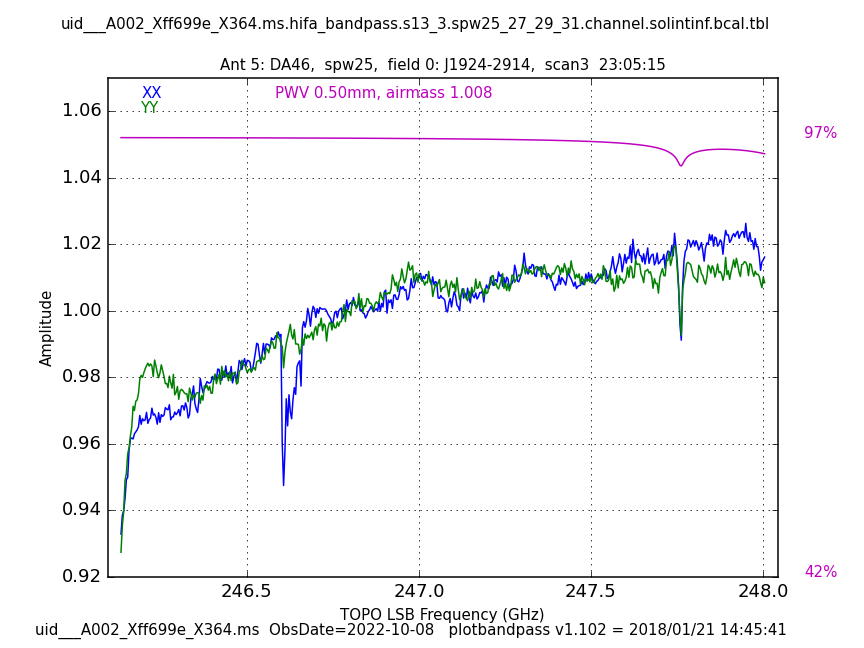 uid___A002_Xff699e_X364.ms.hifa_bandpass.s13_3.spw25_27_29_31.channel.solintinf.bcal.tbl
Ant 5: DA46,  spw25,  field 0: J1924-2914,  scan3  23:05:15
XX
YY
PWV 0.50mm, airmass 1.008
97%
42%
1.06
1.04
1.02
1.00
0.98
0.96
0.94
0.92
Amplitude
246.5
247.0
247.5
248.0
TOPO LSB Frequency (GHz)
uid___A002_Xff699e_X364.ms  ObsDate=2022-10-08   plotbandpass v1.102 = 2018/01/21 14:45:41